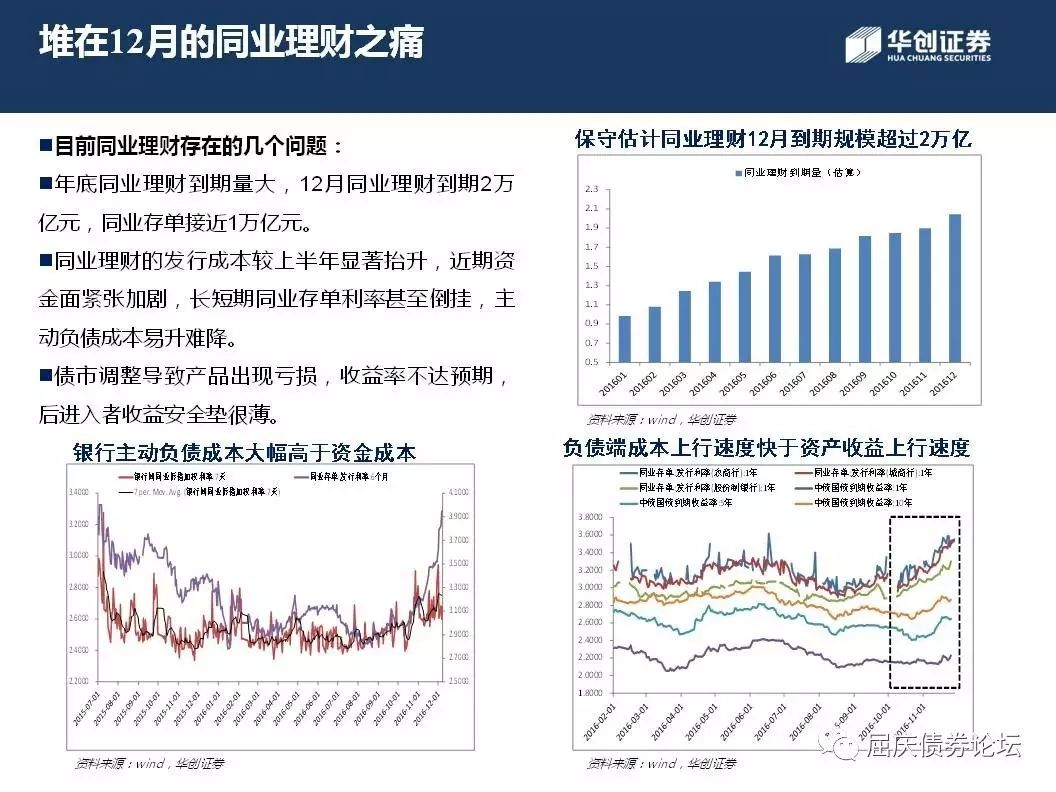 堆在12月的同业理财之痛
华创证券
HUA CHUANG SECURITIES
■目前同业理财存在的几个问题：
■年底同业理财到期量大，12月同业理财到期2万
亿元，同业存单接近1万亿元。
■同业理财的发行成本较上半年显著抬升，近期资
金面紧张加剧，长短期同业存单利率甚至倒挂，主
动负债成本易升难降。
■债市调整导致产品出现亏损，收益率不达预期，
后进入者收益安全垫很薄。
保守估计同业理财12月到期规模超过2万亿
同业理财到期量（估算）
2.3
2.1
1.9
1.7
1.5
1.3
1.1
0.9
0.7
0.5
201601 201602 201603 201604 201605 201606 201607 201608 201609 201610 201611 201612
资料来源：wind，华创证券
银行主动负债成本大幅高于资金成本
银行间同业拆借加权利率:7天 同业存单:发行利率:6个月
7 per. Mov. Avg. (银行间同业拆借加权利率:7天)
3.4000 4.1000
3.2000 3.9000
3.0000 3.7000
2.8000 3.5000
2.6000 3.3000
2.4000 3.1000
2.2000 2.9000
2.7000
2.5000
2015-07-01 2015-08-01 2015-09-01 2015-10-01 2015-11-01 2015-12-01 2016-01-01 2016-02-01 2016-03-01 2016-04-01 2016-05-01 2016-06-01 2016-07-01 2016-08-01 2016-09-01 2016-10-01 2016-11-01 2016-12-01
资料来源：wind，华创证券
负债端成本上行速度快于资产收益上行速度
同业存单:发行利率(农商行):1年 同业存单:发行利率(城商行):1年
同业存单:发行利率(股份制银行):1年 中债国债到期收益率:1年
中债国债到期收益率:5年 中债国债到期收益率:10年
3.8000
3.6000
3.4000
3.2000
3.0000
2.8000
2.6000
2.4000
2.2000
2.0000
1.8000
2016-02-01 2016-03-01 2016-04-01 2016-05-01 2016-06-01 2016-07-01 2016-08-01 2016-09-01 2016-10-01 2016-11-01
资料来源：wind，华创证券
屈庆债券论坛